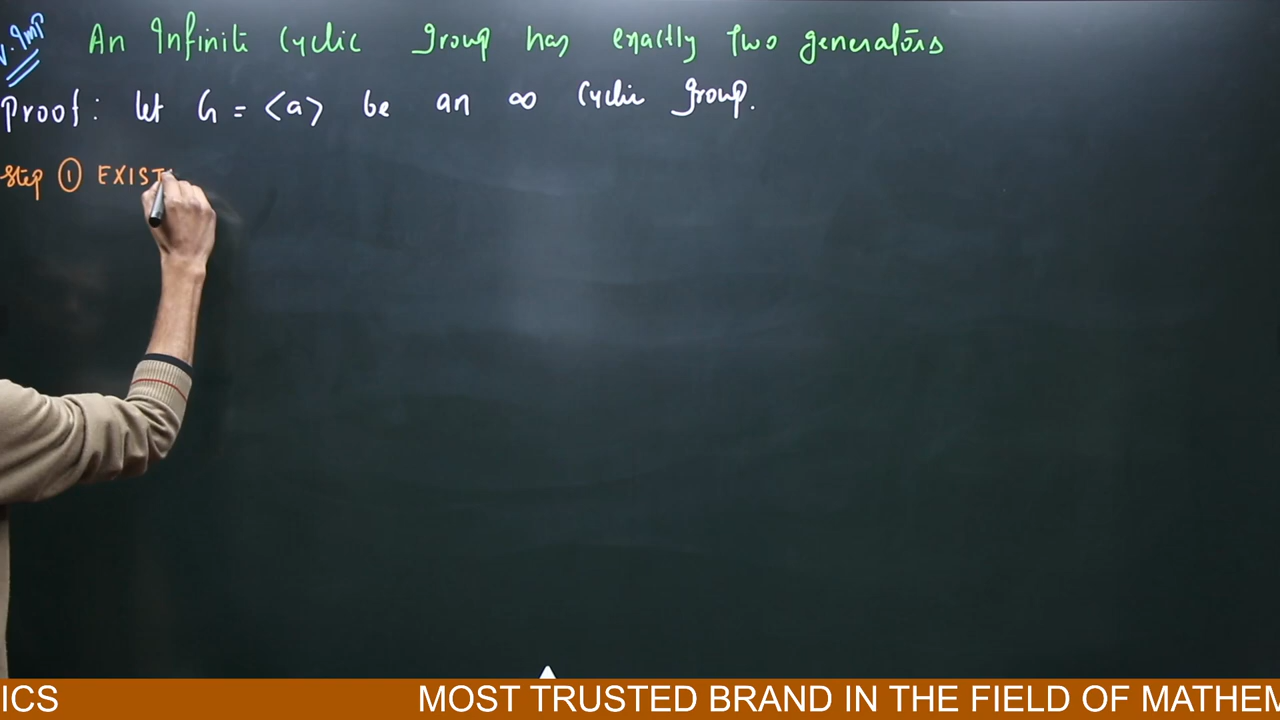 V. Imp
An Infinite Cyclic group has exactly Two generators
Proof: let G = <a> be an ∞ Cyclic group.
Step ① EXIST
ICS MOST TRUSTED BRAND IN THE FIELD OF MATHEM